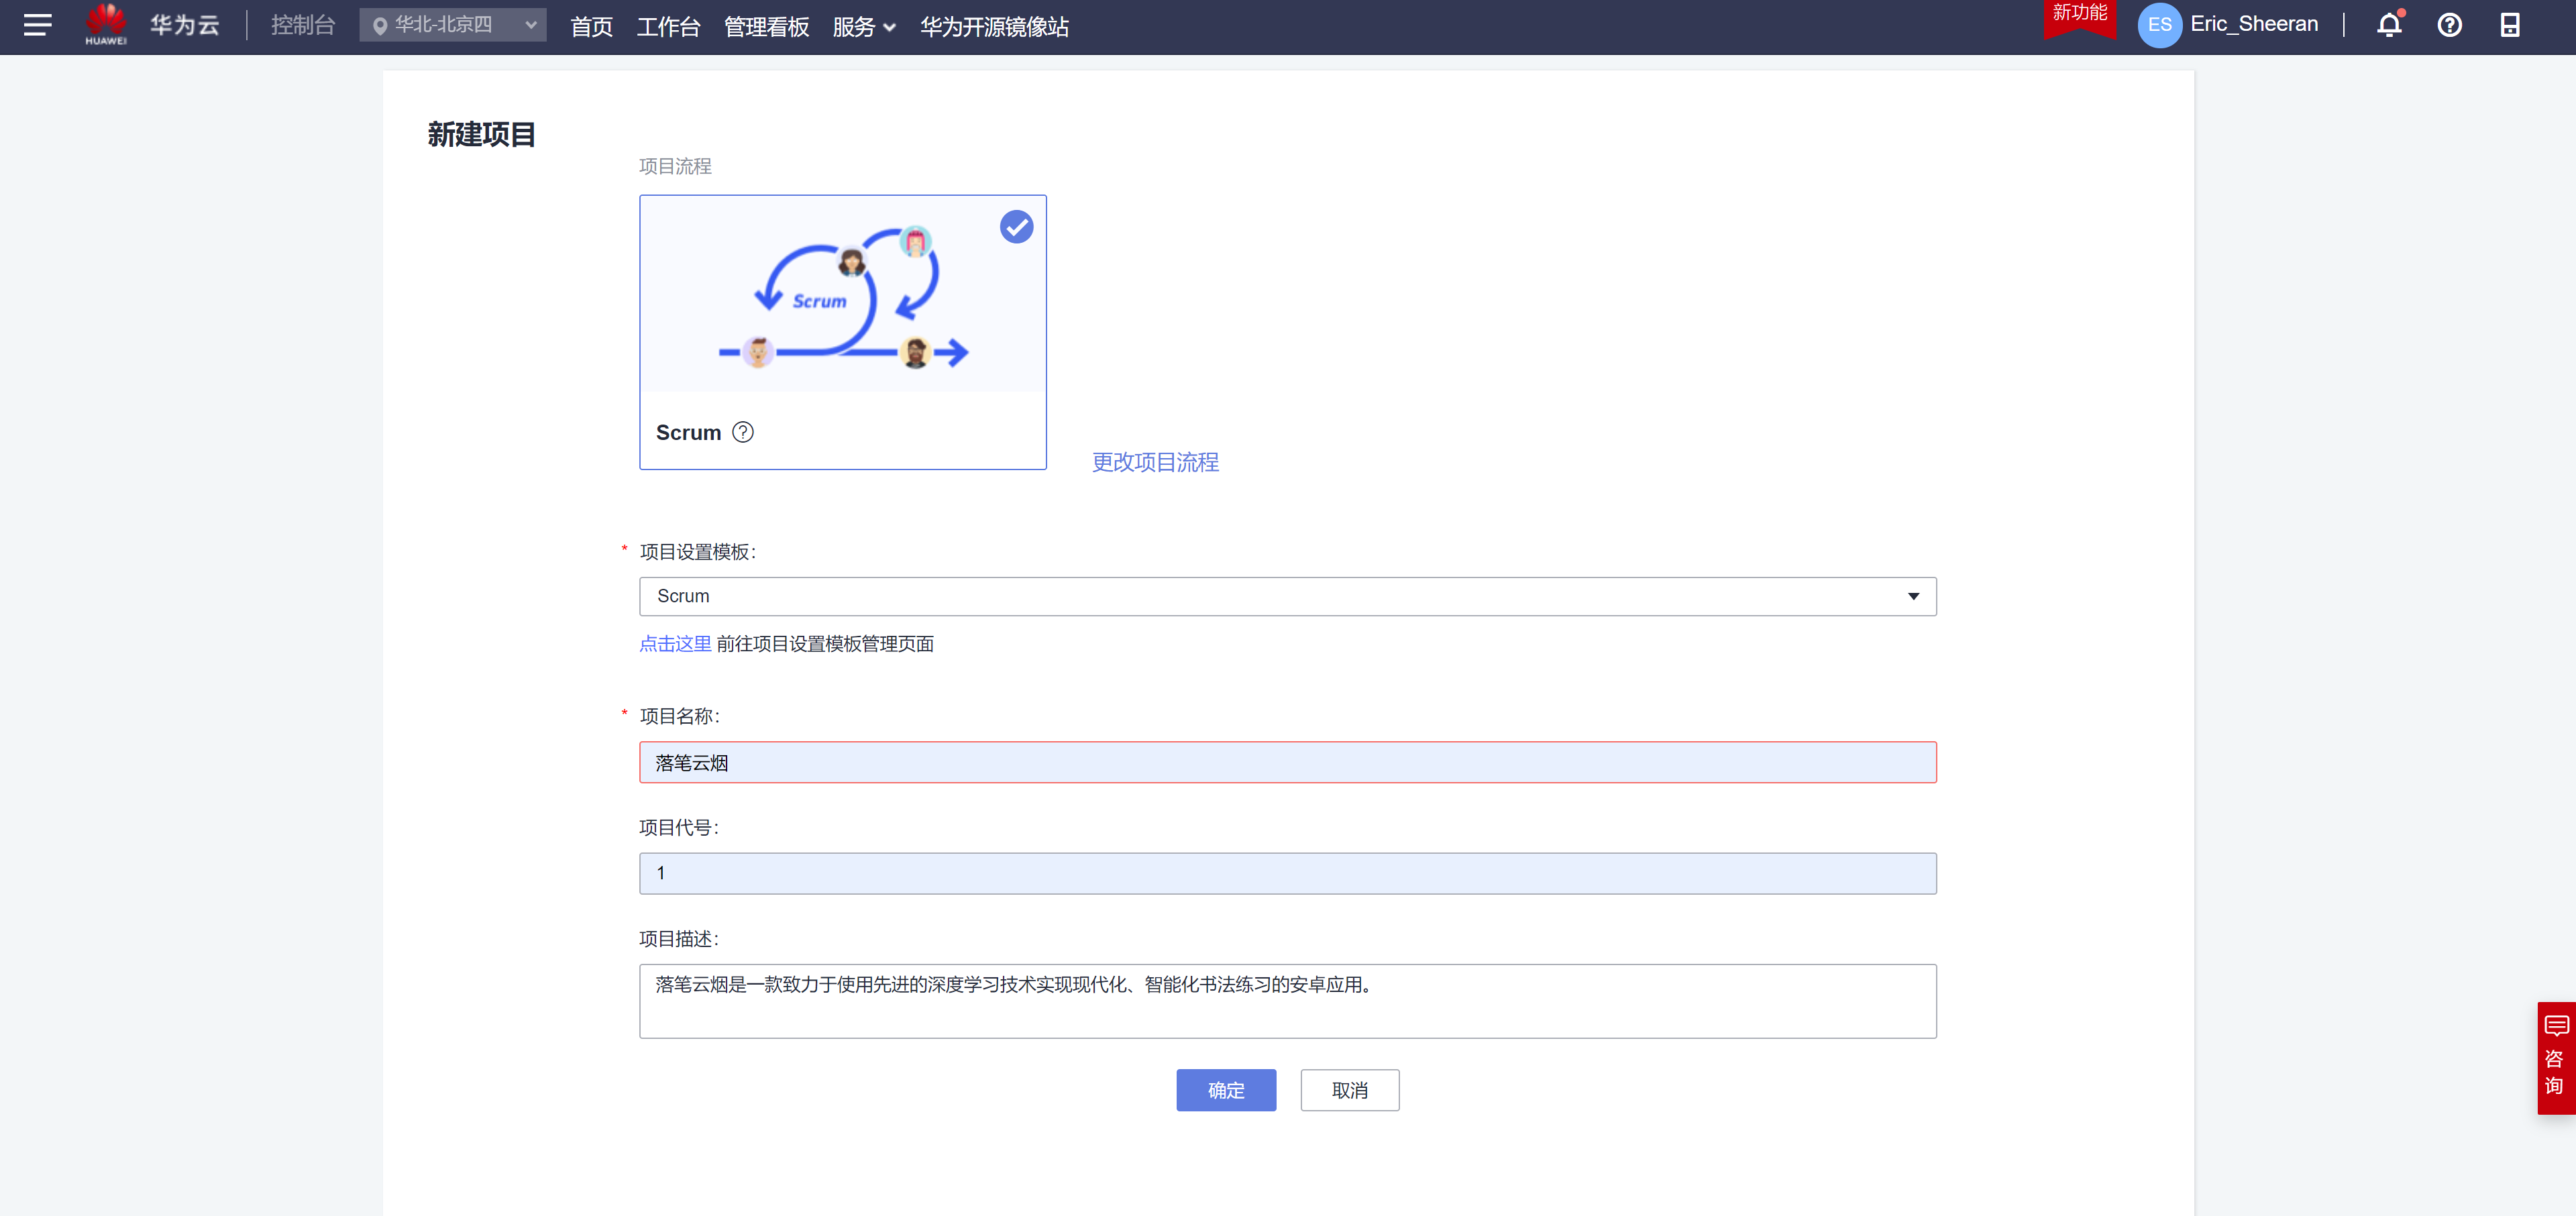 HUAWEI 华为云 控制台 华北-北京四 首页 工作台 管理看板 服务 华为开源镜像站 新功能 ES Eric_Sheeran
新建项目
项目流程
Scrum
Scrum ?
更改项目流程
* 项目设置模板:
Scrum
点击这里 前往项目设置模板管理页面
* 项目名称:
落笔云烟
项目代号:
1
项目描述:
落笔云烟是一款致力于使用先进的深度学习技术实现现代化、智能化书法练习的安卓应用。
确定 取消
咨
询